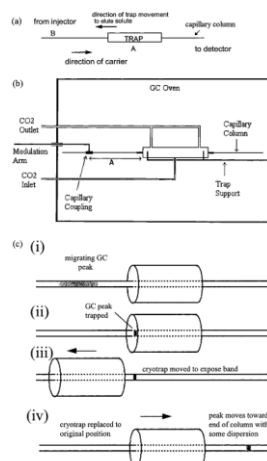 (a)
from injector
direction of trap movement
to elute solute
capillary column
B
TRAP
A
direction of carrier
to detector
(b)
GC Oven
CO2
Outlet
Modulation
Arm
Capillary
Column
A
CO2
Inlet
Capillary
Coupling
Trap
Support
(c) (i)
migrating GC
peak
(ii)
GC peak
trapped
(iii)
cryotrap moved to expose band
(iv)
cryotrap replaced to
original position
peak moves toward
end of column with
some dispersion